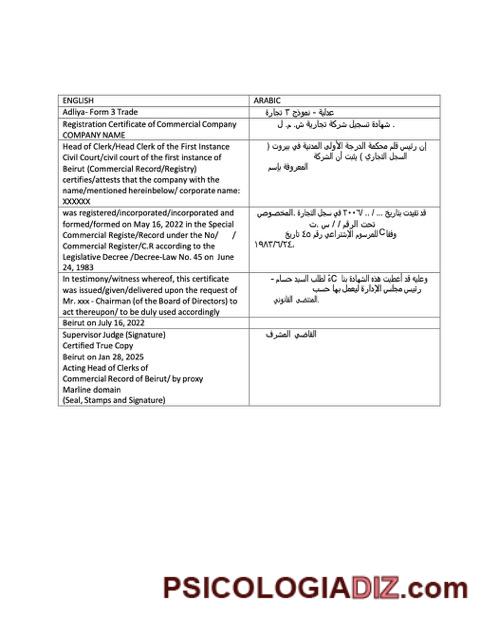 ENGLISH
ARABIC
Adliya- Form 3 Trade
عدلية - نموذج ٣ تجارة
Registration Certificate of Commercial Company
COMPANY NAME
شهادة تسجيل شركة تجارية ش. م. ل .
Head of Clerk/Head Clerk of the First Instance
Civil Court/civil court of the first instance of
Beirut (Commercial Record/Registry)
certifies/attests that the company with the
name/mentioned hereinbelow/ corporate name:
XXXXXX
إن رئيس قلم محكمة الدرجة الأولى المدنية في بيروت (
السجل التجاري ) يثبت أن الشركة
المعروفة بإسم
was registered/incorporated/incorporated and
formed/formed on May 16, 2022 in the Special
Commercial Registe/Record under the No/ /
Commercial Register/C.R according to the
Legislative Decree /Decree-Law No. 45 on June
24, 1983
قد تقيدت بتاريخ ... / .. /٢٠٠٦ في سجل التجارة .المخصوص
تحت الرقم / / س .ت
وفقاC للمرسوم الإشتراعي رقم ٤٥ تاريخ
١٩٨٣/٦/٢٤.
In testimony/witness whereof, this certificate
was issued/given/delivered upon the request of
Mr. xxx - Chairman (of the Board of Directors) to
act thereupon/ to be duly used accordingly
وعليه قد أعطيت هذه الشهادة بنا لطلب السيد حسام -
رئيس مجلس الإدارة ليعمل بها حسب
.المقتضى القانوني
Beirut on July 16, 2022
Supervisor Judge (Signature)
Certified True Copy
Beirut on Jan 28, 2025
Acting Head of Clerks of
Commercial Record of Beirut/ by proxy
Marline domain
(Seal, Stamps and Signature)
القاضي المشرف
PSICOLOGIADIZ.com